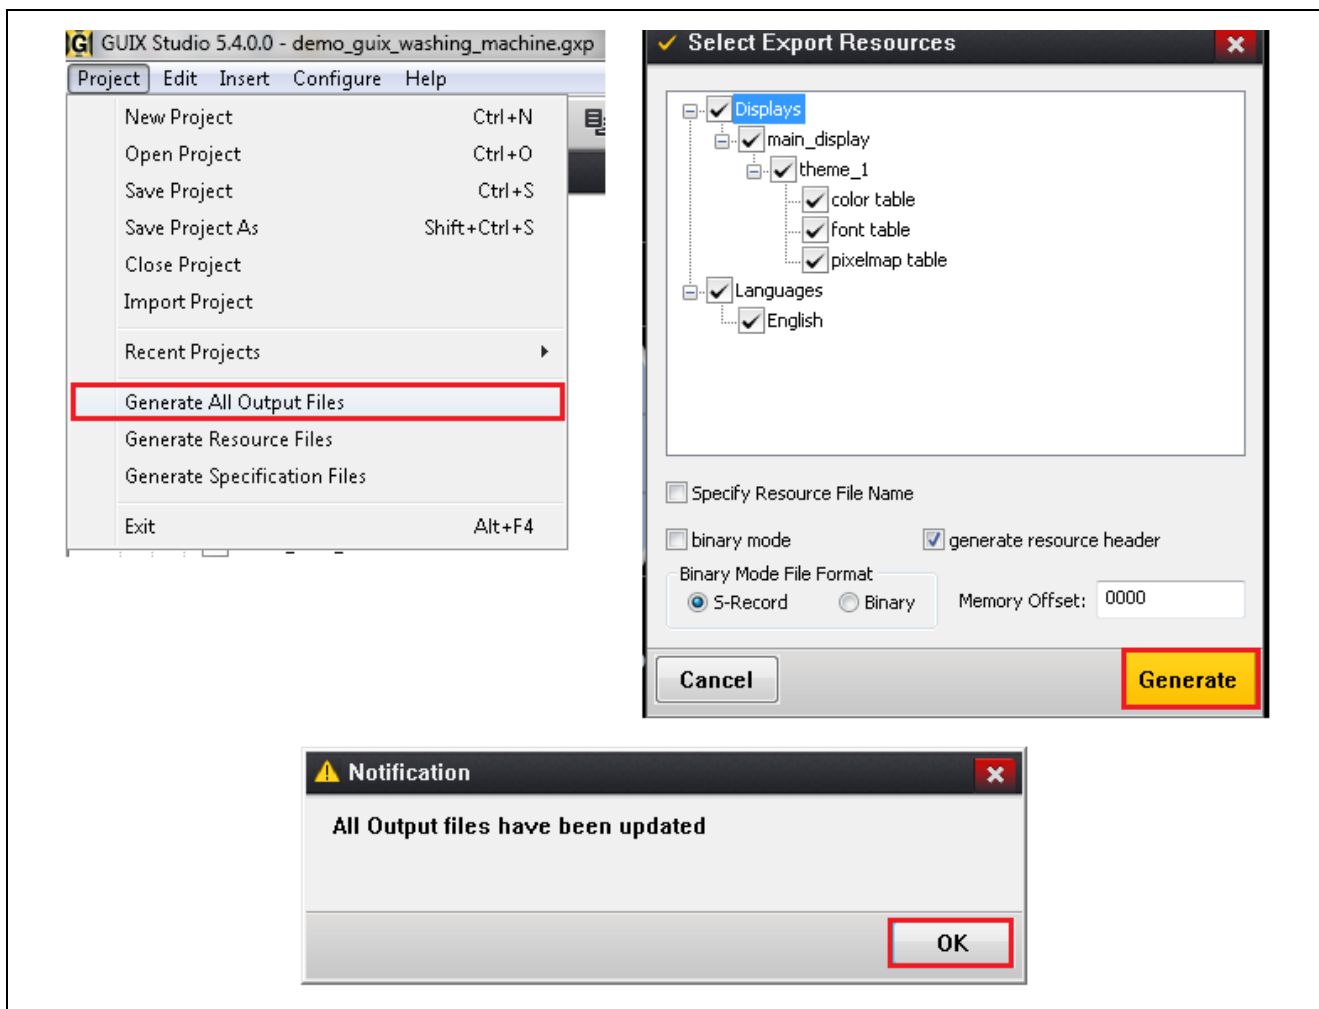 GUIX Studio 5.4.0.0 - demo_guix_washing_machine.gxp
Project Edit Insert Configure Help
New Project Ctrl+N
Open Project Ctrl+O
Save Project Ctrl+S
Save Project As Shift+Ctrl+S
Close Project
Import Project
Recent Projects
Generate All Output Files
Generate Resource Files
Generate Specification Files
Exit Alt+F4
Select Export Resources
Displays
main_display
theme_1
color table
font table
pixelmap table
Languages
English
Specify Resource File Name
binary mode generate resource header
Binary Mode File Format
S-Record Binary Memory Offset: 0000
Cancel Generate
Notification
All Output files have been updated
OK